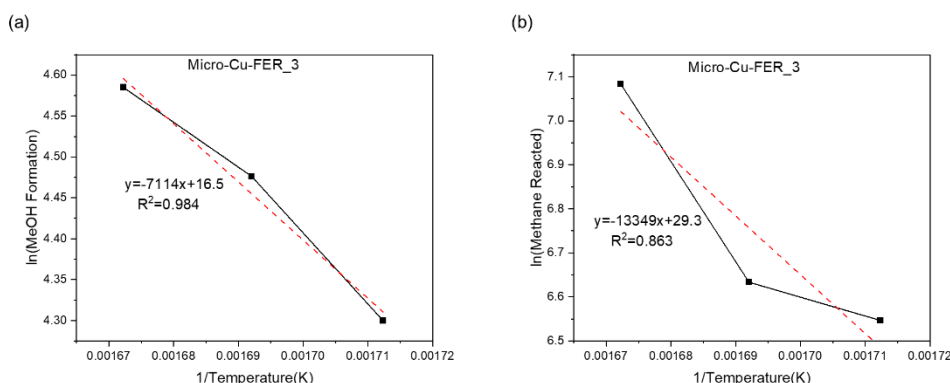 (a)
Micro-Cu-FER_3
ln(MeOH Formation)
4.60
4.55
4.50
4.45
4.40
4.35
4.30
y=-7114x+16.5
R²=0.984
0.00167 0.00168 0.00169 0.00170 0.00171 0.00172
1/Temperature(K)
(b)
Micro-Cu-FER_3
ln(Methane Reacted)
7.1
7.0
6.9
6.8
6.7
6.6
6.5
y=-13349x+29.3
R²=0.863
0.00167 0.00168 0.00169 0.00170 0.00171 0.00172
1/Temperature(K)